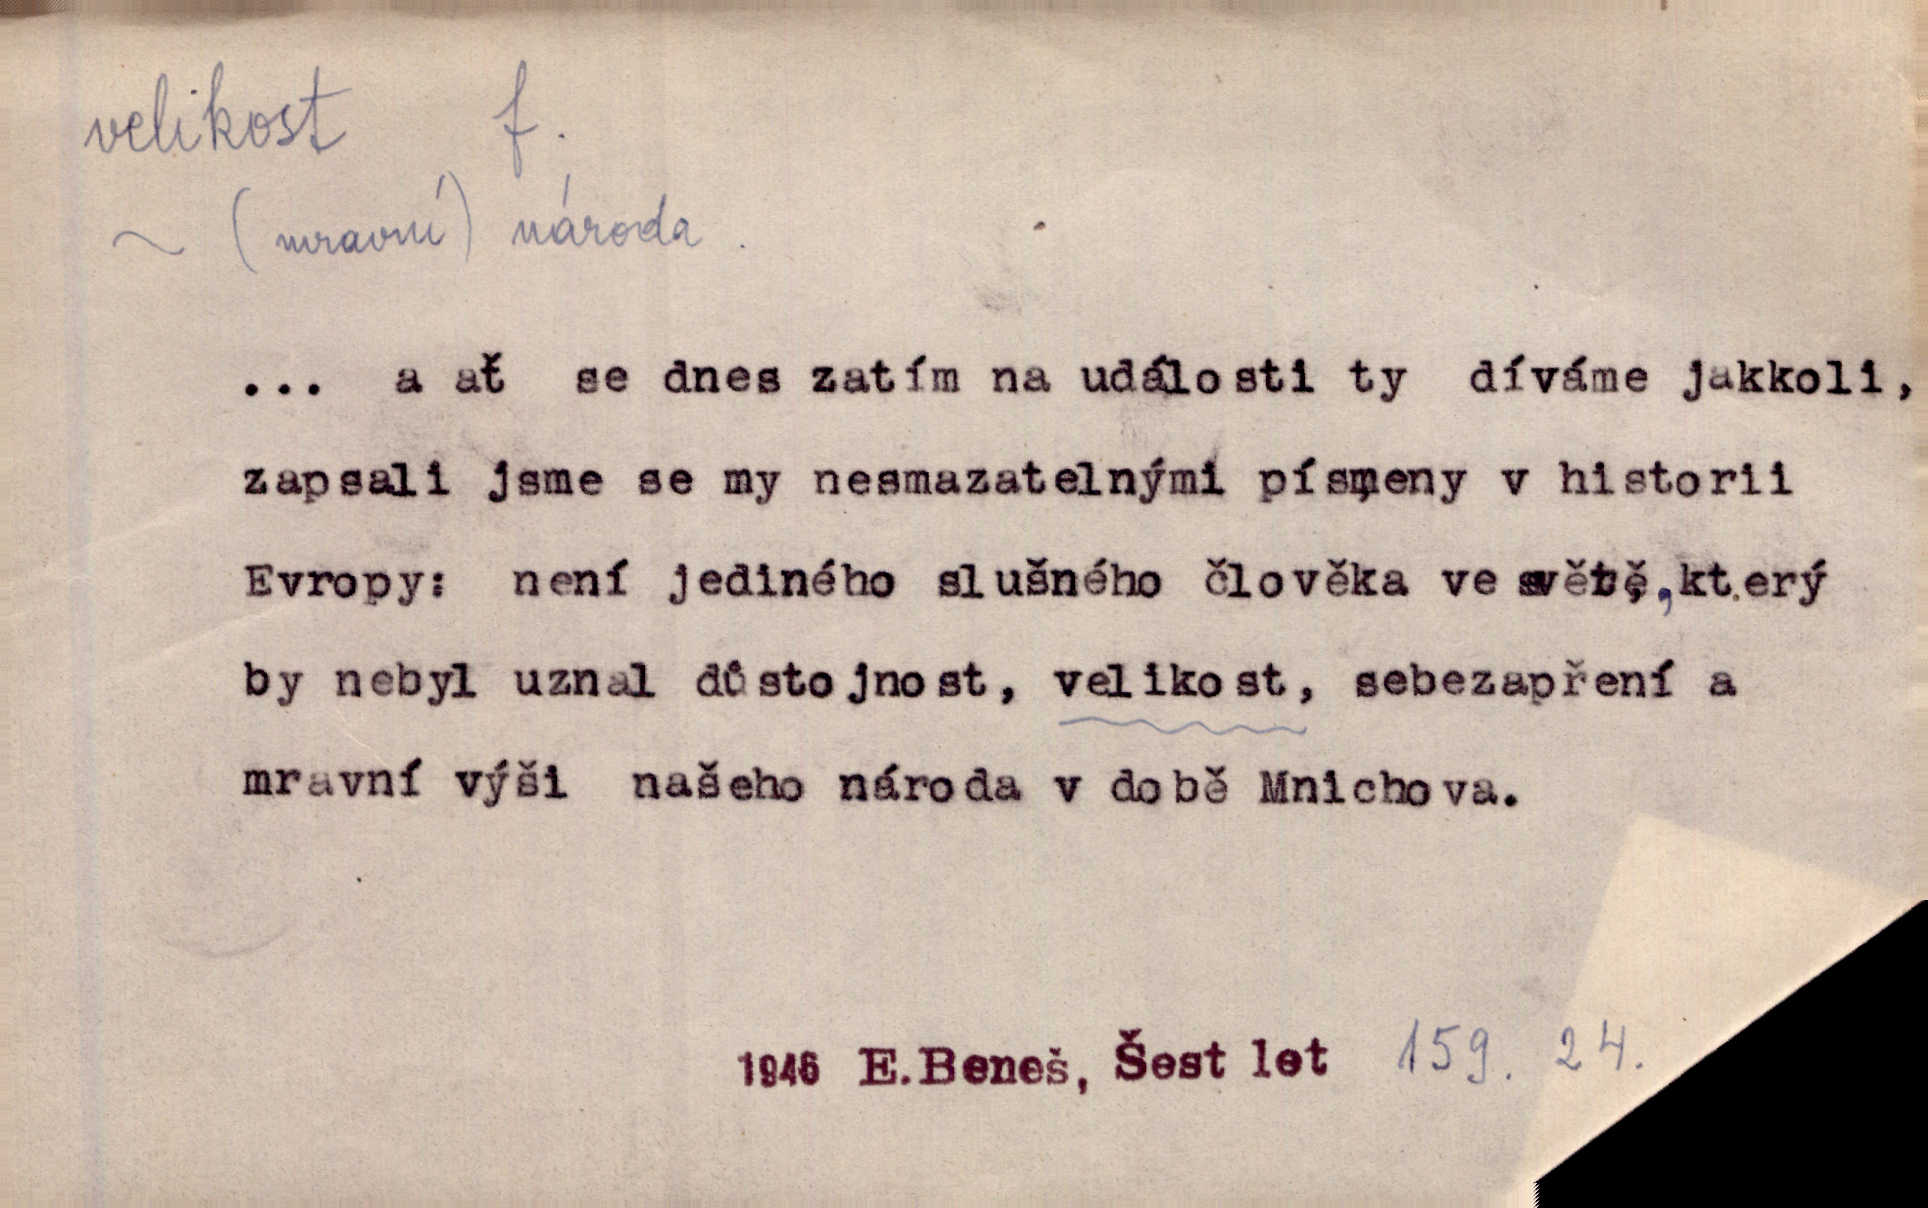 velikost f.
~ (mravní) národa.
... a ať se dnes zatím na události ty díváme jakkoli,
zapsali jsme se my nesmazatelnými písmeny v historii
Evropy: není jediného slušného člověka ve světě, který
by nebyl uznal důstojnost, velikost, sebezapření a
mravní výši našeho národa v době Mnichova.
1946 E. Beneš, Šest let 159. 24.